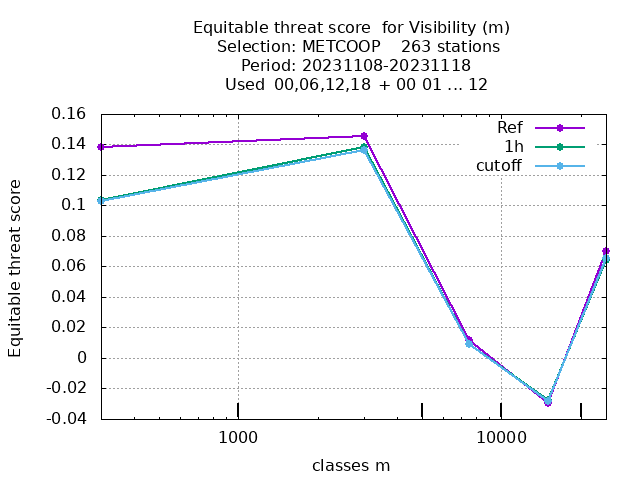 Equitable threat score  for Visibility (m)
Selection: METCOOP    263 stations
Period: 20231108-20231118
Used  00,06,12,18 + 00 01 ... 12
Ref
1h
cutoff
Equitable threat score
0.16
0.14
0.12
0.1
0.08
0.06
0.04
0.02
0
-0.02
-0.04
1000 10000
classes m